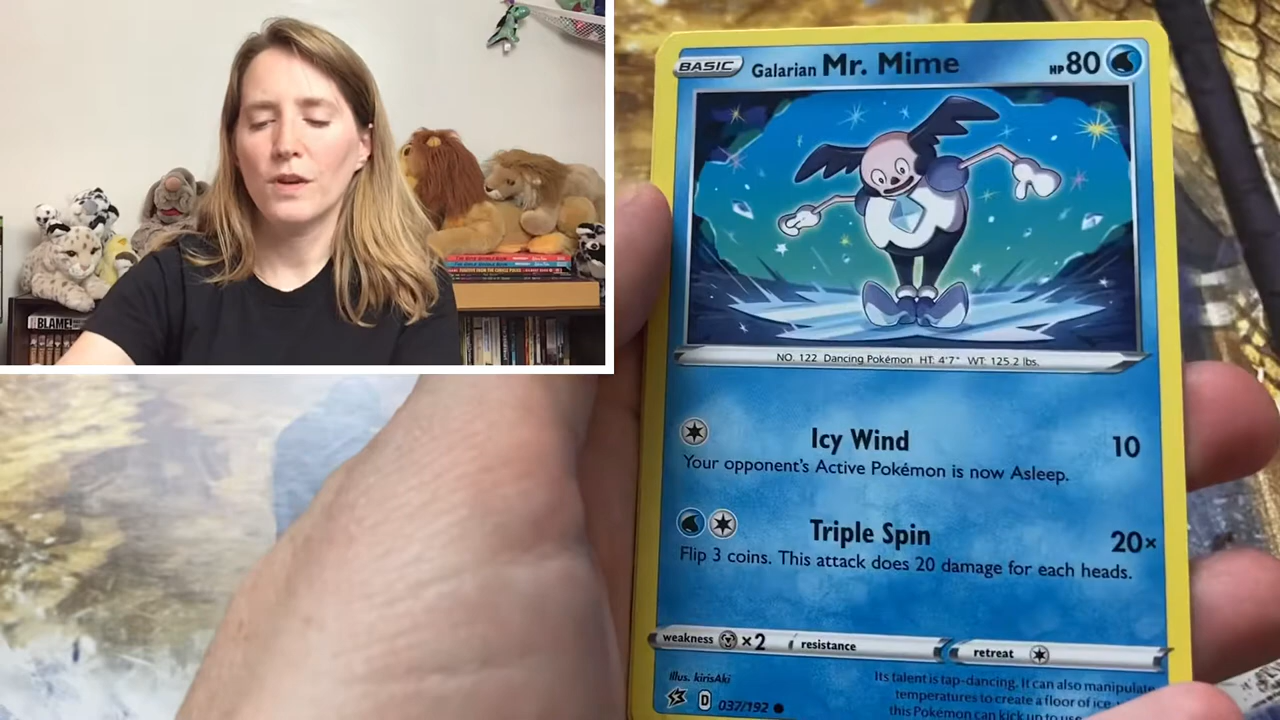 BLAME!
BASIC Galarian Mr. Mime HP 80
NO. 122 Dancing Pokémon HT: 4'7" WT: 125.2 lbs.
Icy Wind 10
Your opponent's Active Pokémon is now Asleep.
Triple Spin 20×
Flip 3 coins. This attack does 20 damage for each heads.
weakness ×2 resistance retreat
Illus. kirisAki
D 037/192
Its talent is tap-dancing. It can also manipulate
temperatures to create a floor of ice
this Pokémon can kick up to use